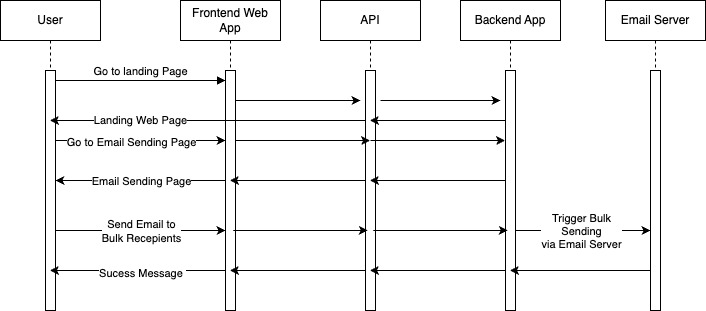 User
Frontend Web
App
API
Backend App
Email Server
Go to landing Page
Landing Web Page
Go to Email Sending Page
Email Sending Page
Send Email to
Bulk Recepients
Trigger Bulk
Sending
via Email Server
Sucess Message